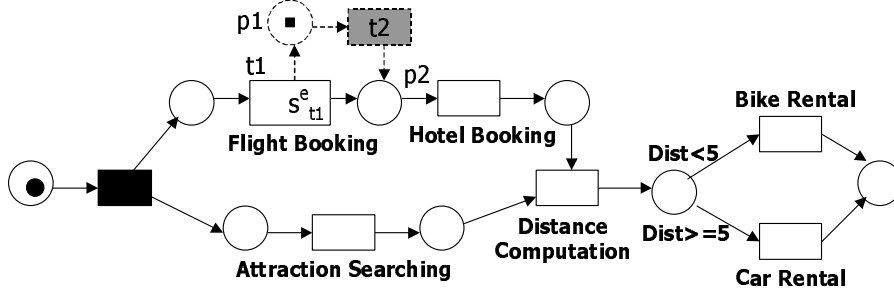 p1
t2
t1
p2
s^e_t1
Flight Booking
Hotel Booking
Bike Rental
Dist<5
Dist>=5
Distance
Computation
Attraction Searching
Car Rental